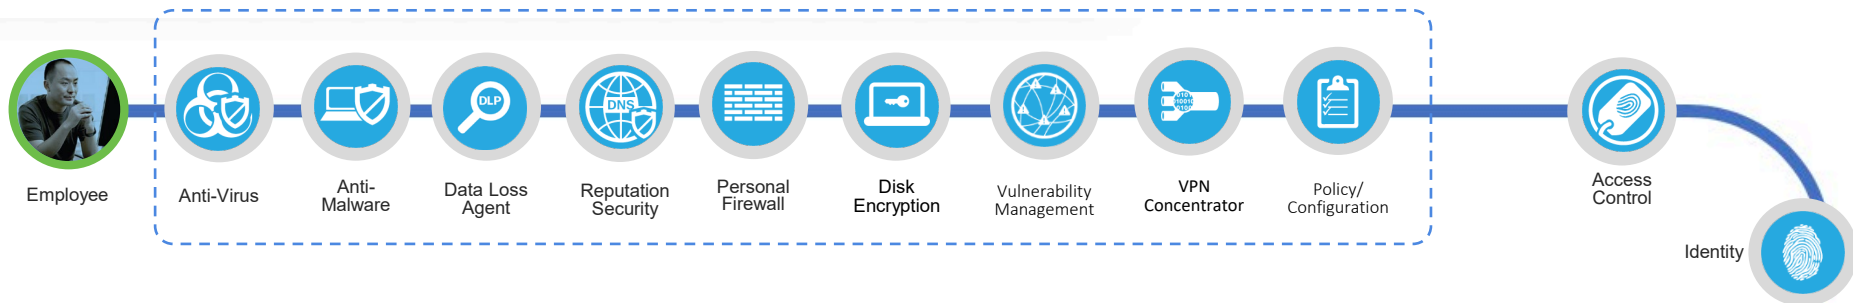 DLP
DNS
Employee
Anti-Virus
Anti-
Malware
Data Loss
Agent
Reputation
Security
Personal
Firewall
Disk
Encryption
Vulnerability
Management
VPN
Concentrator
Policy/
Configuration
Access
Control
Identity